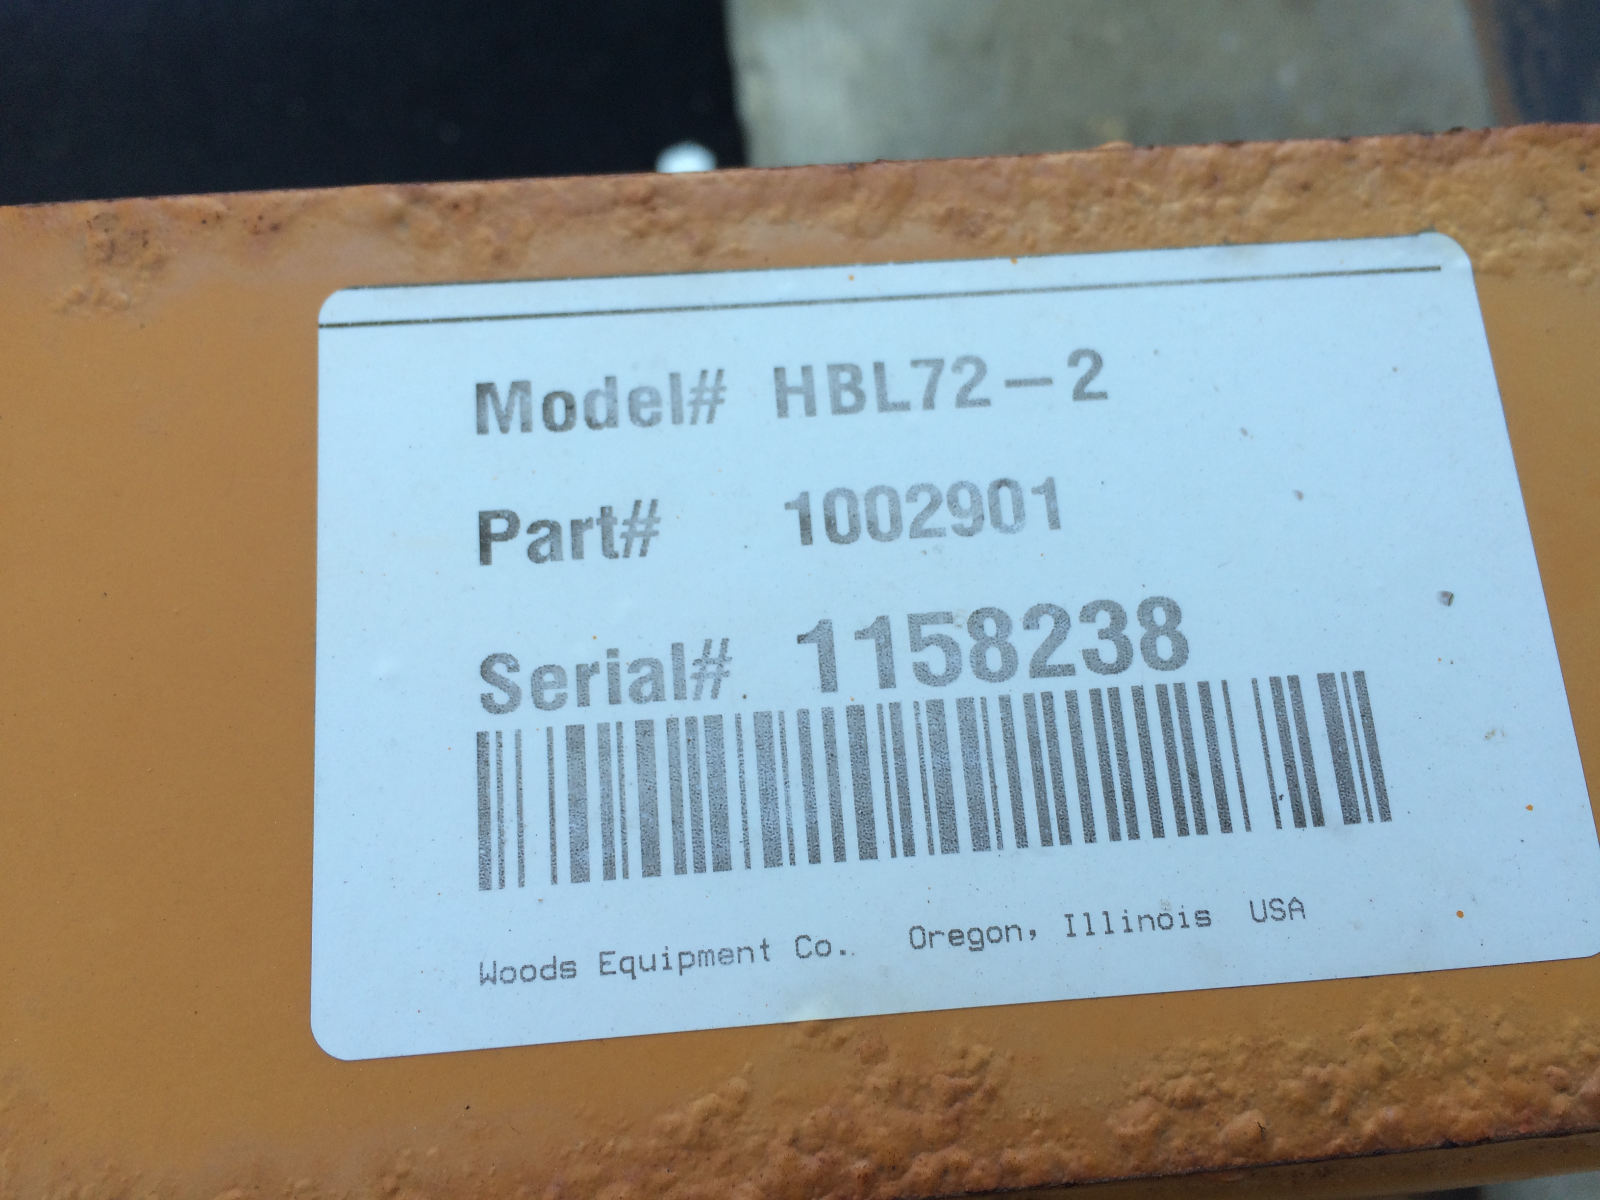 Model# HBL72-2
Part# 1002901
Serial# 1158238
Woods Equipment Co. Oregon, Illinois USA